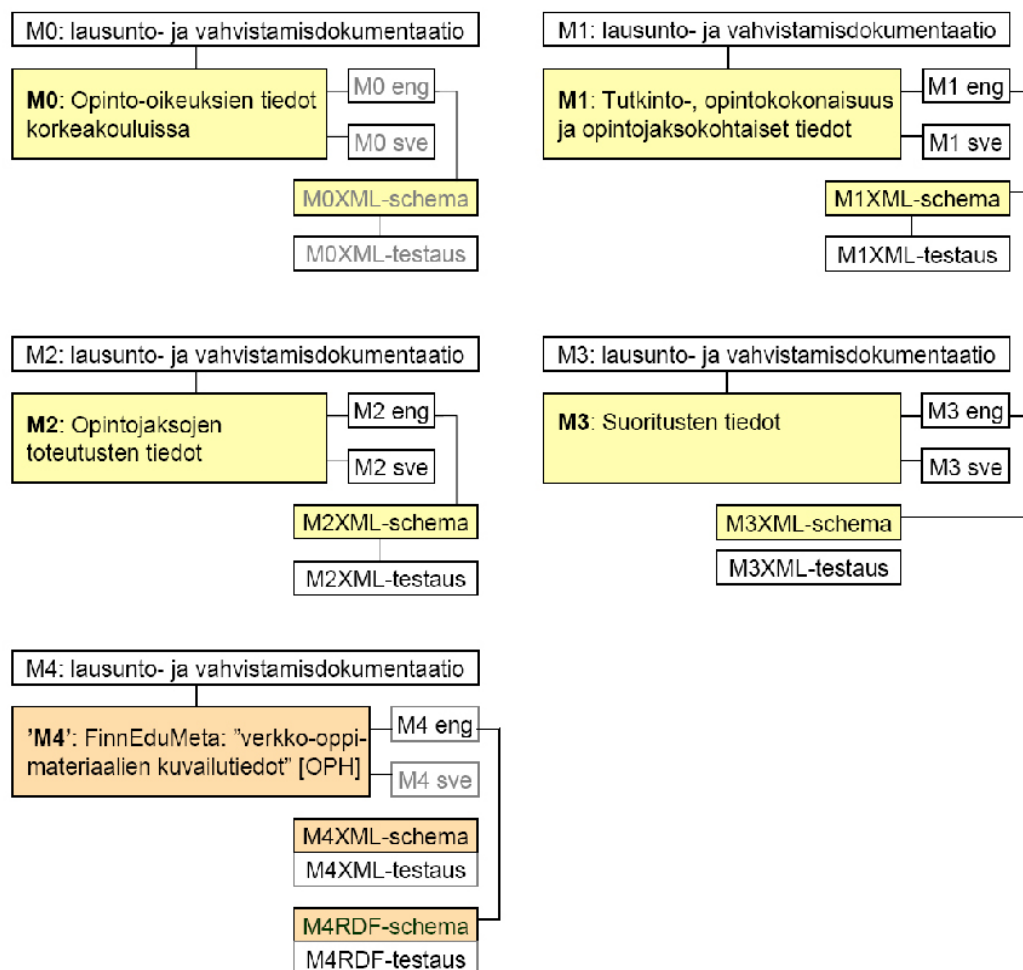 M0: lausunto- ja vahvistamisdokumentaatio
M0: Opinto-oikeuksien tiedot
korkeakouluissa
M0 eng
M0 sve
M0XML-schema
M0XML-testaus
M1: lausunto- ja vahvistamisdokumentaatio
M1: Tutkinto-, opintokokonaisuus
ja opintojaksokohtaiset tiedot
M1 eng
M1 sve
M1XML-schema
M1XML-testaus
M2: lausunto- ja vahvistamisdokumentaatio
M2: Opintojaksojen
toteutusten tiedot
M2 eng
M2 sve
M2XML-schema
M2XML-testaus
M3: lausunto- ja vahvistamisdokumentaatio
M3: Suoritusten tiedot
M3 eng
M3 sve
M3XML-schema
M3XML-testaus
M4: lausunto- ja vahvistamisdokumentaatio
’M4’: FinnEduMeta: ”verkko-oppi-
materiaalien kuvailutiedot” [OPH]
M4 eng
M4 sve
M4XML-schema
M4XML-testaus
M4RDF-schema
M4RDF-testaus